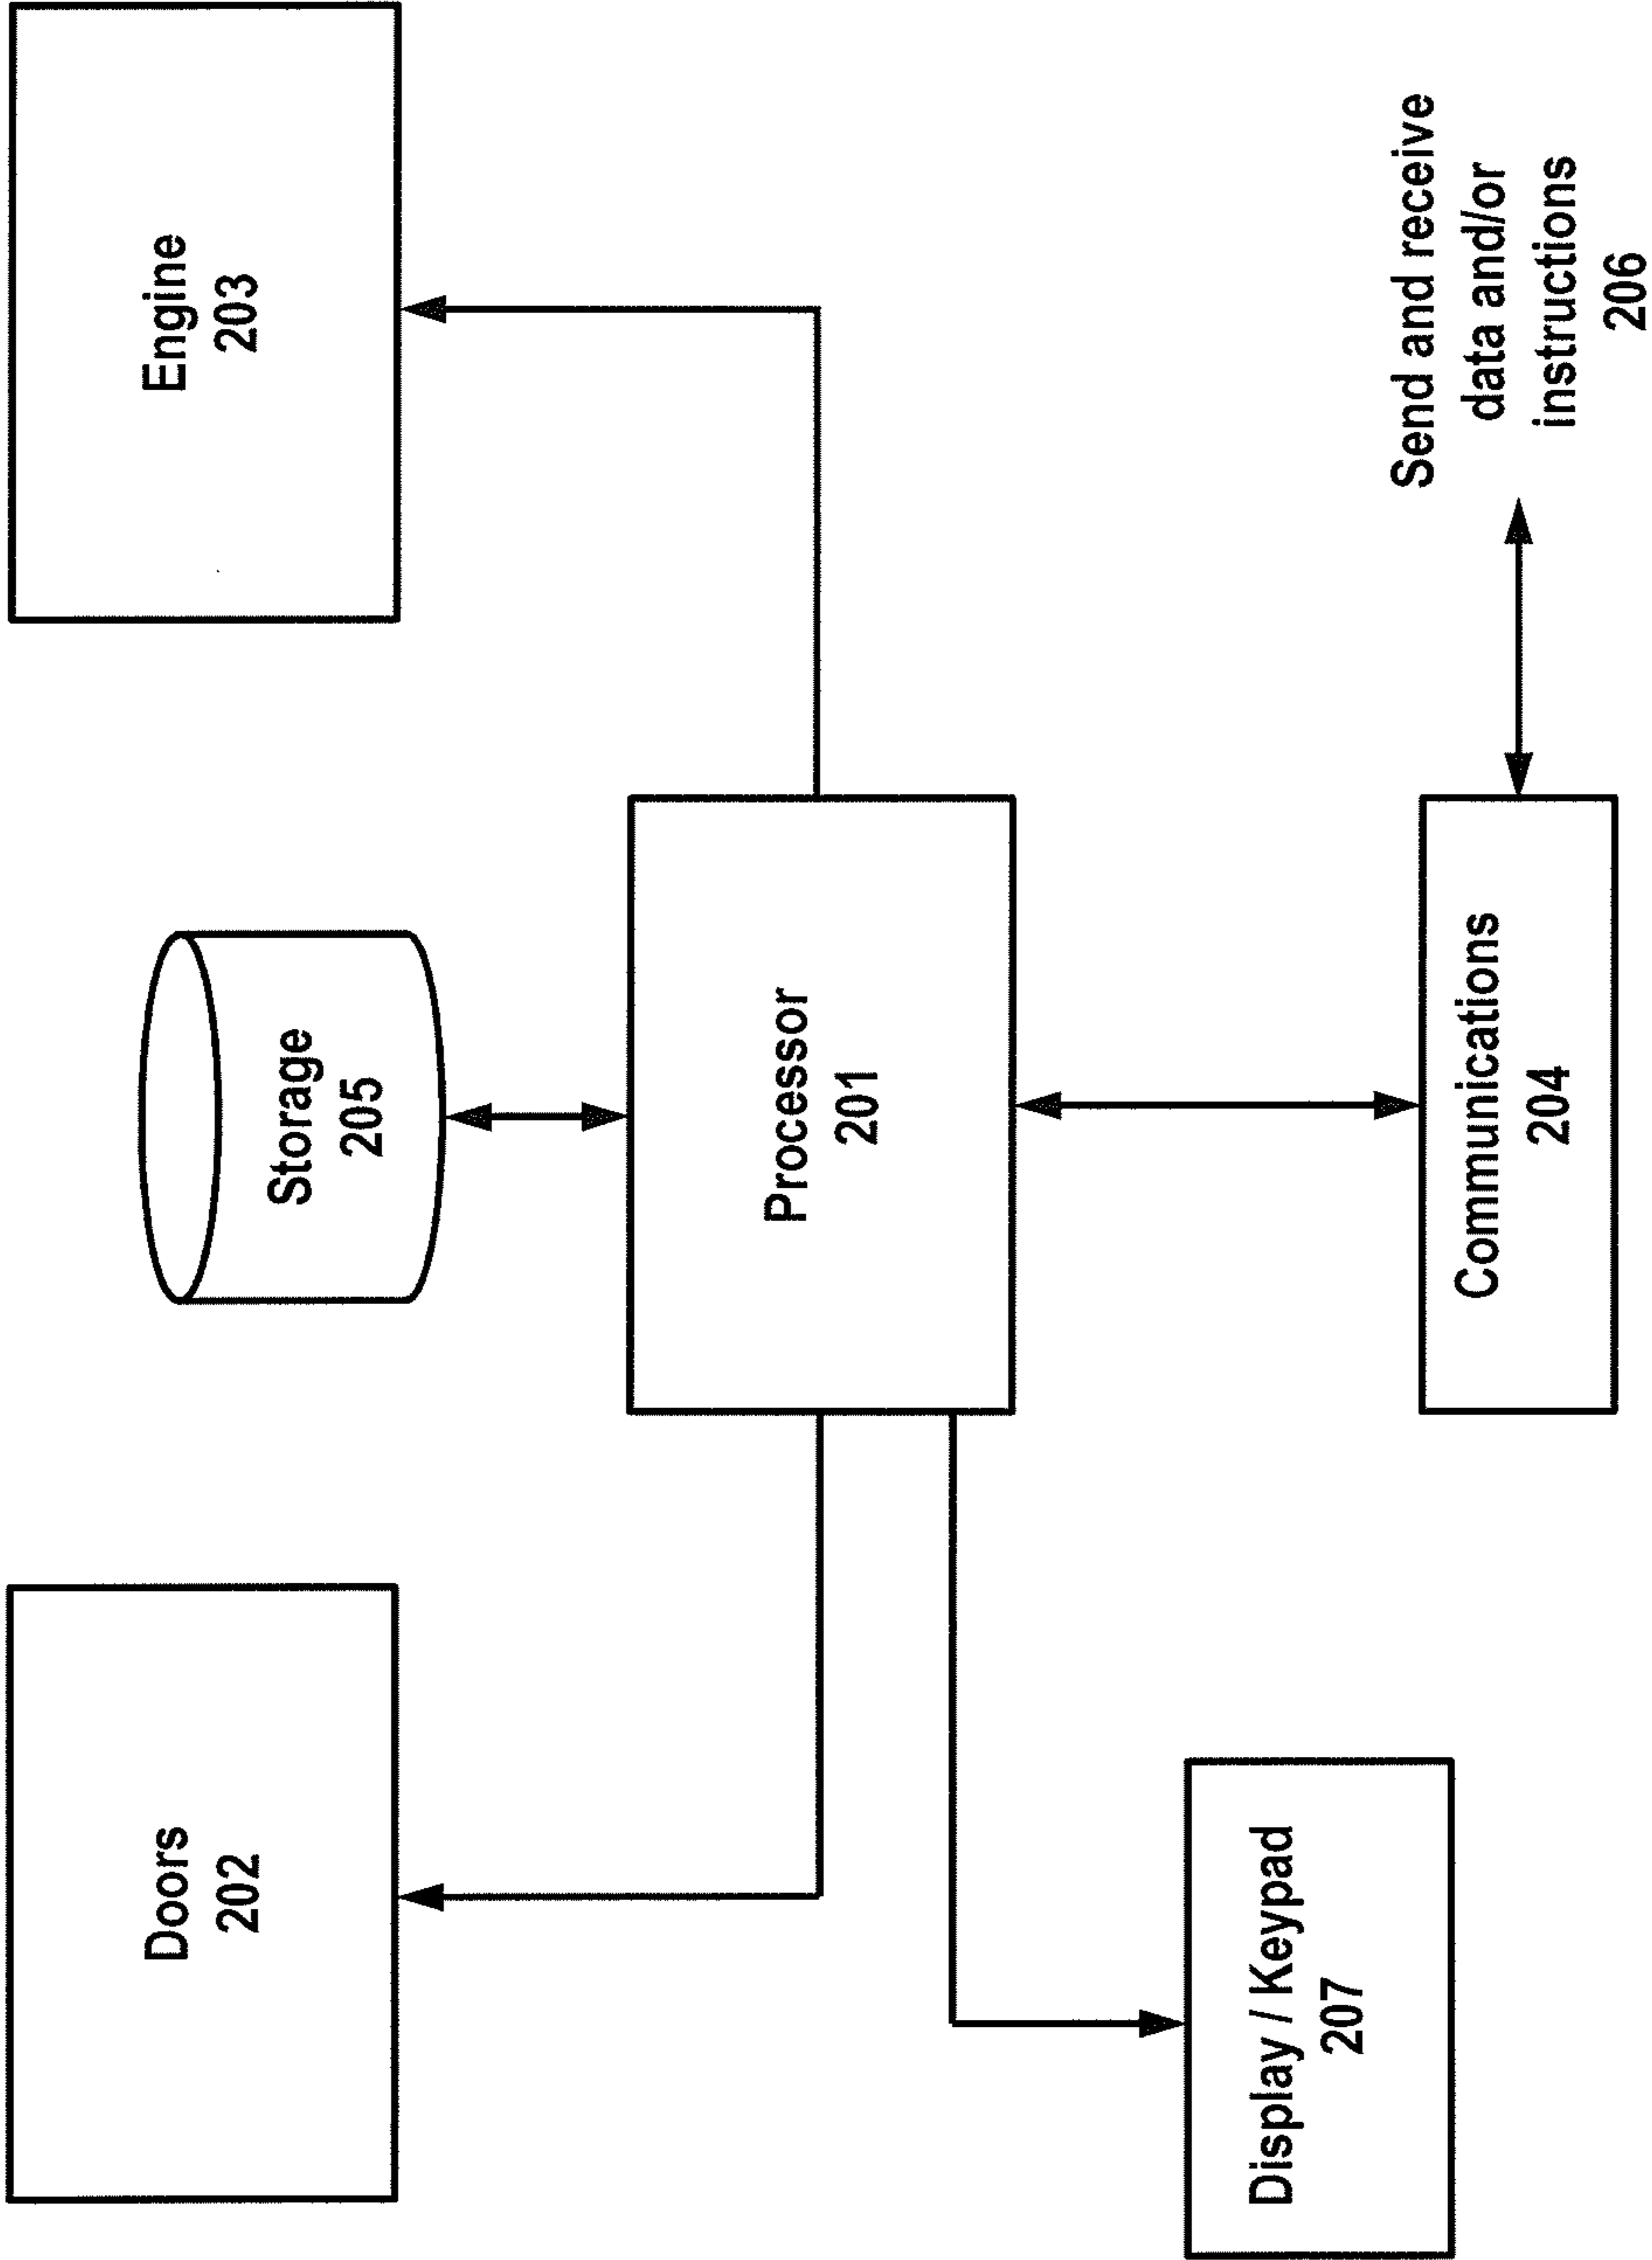 Doors
202
Storage
205
Engine
203
Processor
201
Display / Keypad
207
Communications
204
Send and receive
data and/or
instructions
206